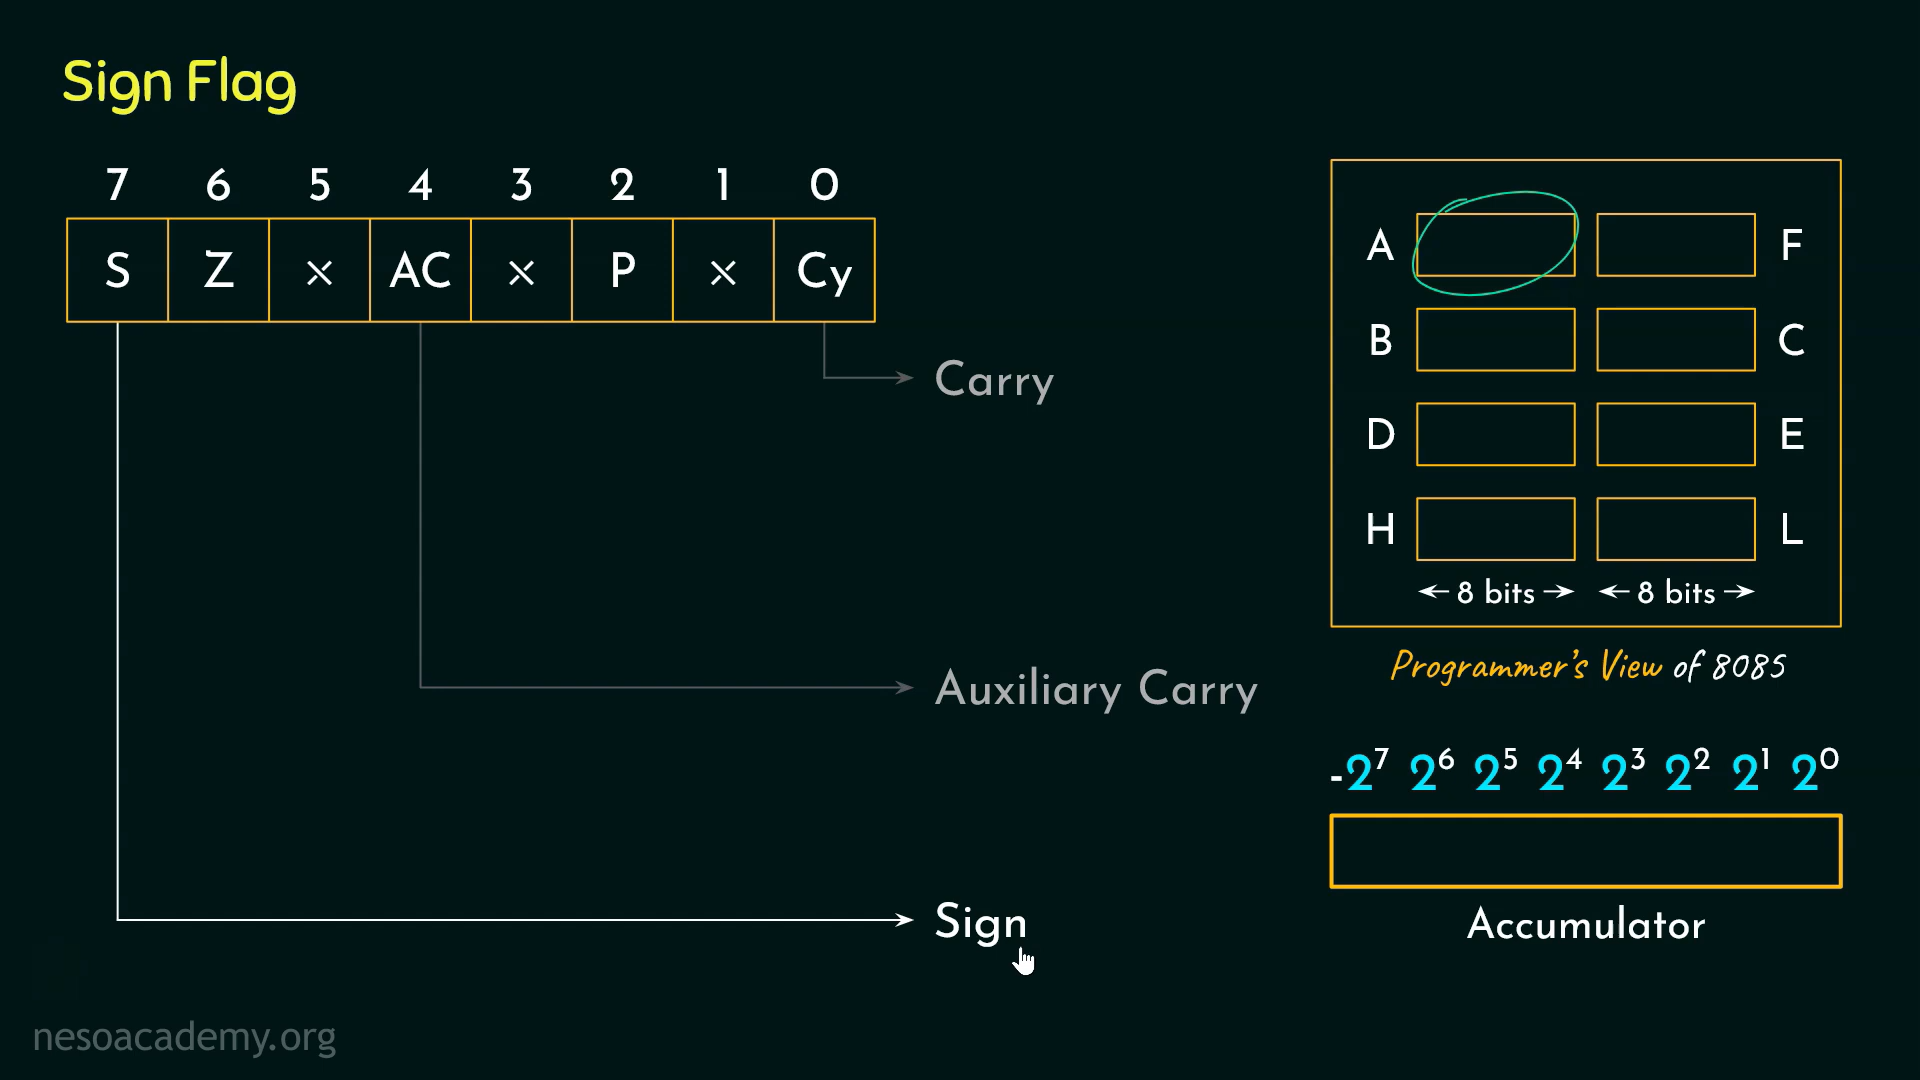 Sign Flag
7 6 5 4 3 2 1 0
S Z × AC × P × Cy
Carry
Auxiliary Carry
Sign
A F
B C
D E
H L
8 bits 8 bits
Programmer's View of 8085
-2⁷ 2⁶ 2⁵ 2⁴ 2³ 2² 2¹ 2⁰
Accumulator
nesoacademy.org